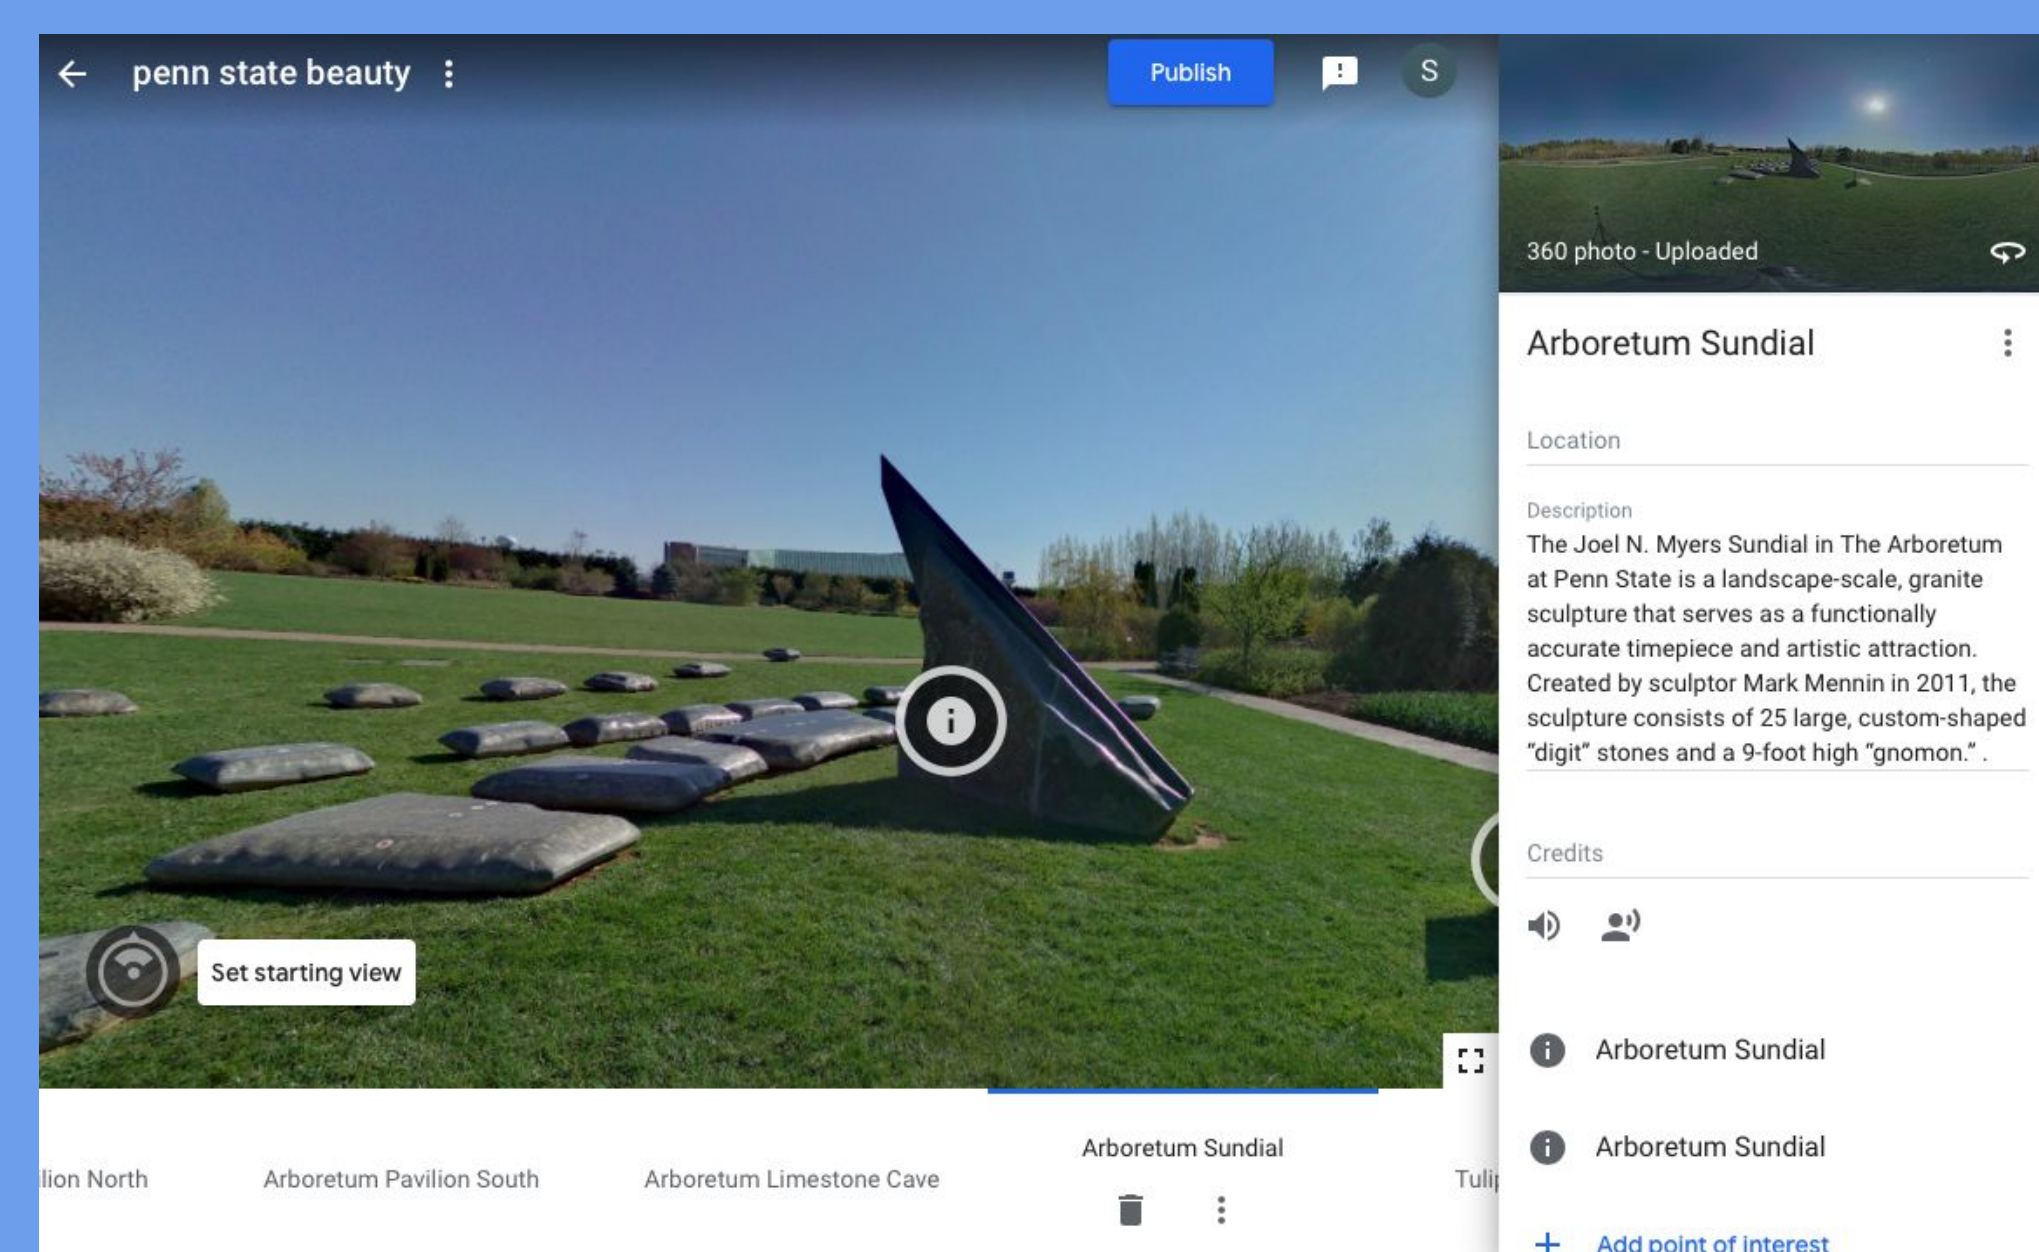 penn state beauty
Publish
S
360 photo - Uploaded
Arboretum Sundial
Location
Description
The Joel N. Myers Sundial in The Arboretum
at Penn State is a landscape-scale, granite
sculpture that serves as a functionally
accurate timepiece and artistic attraction.
Created by sculptor Mark Mennin in 2011, the
sculpture consists of 25 large, custom-shaped
“digit” stones and a 9-foot high “gnomon.” .
Credits
Set starting view
Arboretum Sundial
Arboretum Sundial
Add point of interest
lion North
Arboretum Pavilion South
Arboretum Limestone Cave
Arboretum Sundial
Tulip